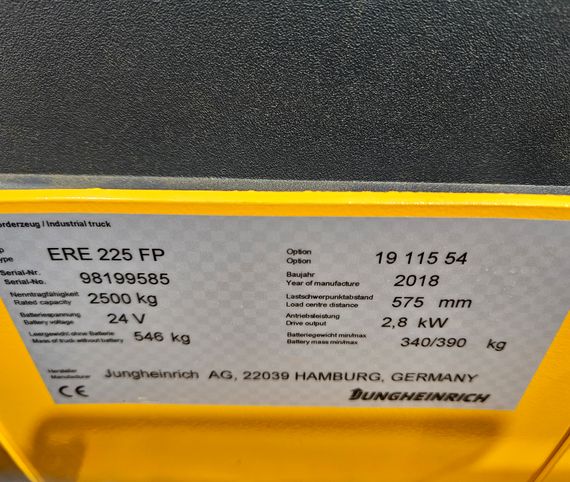 orderzeug / Industrial truck
ype ERE 225 FP
Option
Option 19 115 54
Serial-Nr.
Serial-No. 98199585
Baujahr
Year of manufacture 2018
Nenntragfähigkeit
Rated capacity 2500 kg
Lastschwerpunktabstand
Load centre distance 575 mm
Batteriespannung
Battery voltage 24 V
Antriebsleistung
Drive output 2,8 kW
Leergewicht ohne Batterie
Mass of truck without battery 546 kg
Batteriegewicht min/max
Battery mass min/max 340/390 kg
Hersteller
Manufacturer Jungheinrich AG, 22039 HAMBURG, GERMANY
CE JUNGHEINRICH